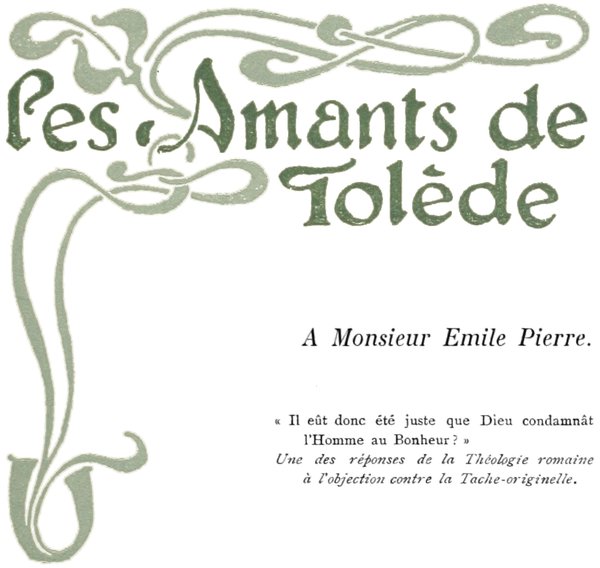 Les Amants de
Tolède
A Monsieur Emile Pierre.
« Il eût donc été juste que Dieu condamnât
l'Homme au Bonheur ? »
Une des réponses de la Théologie romaine
à l'objection contre la Tache-originelle.